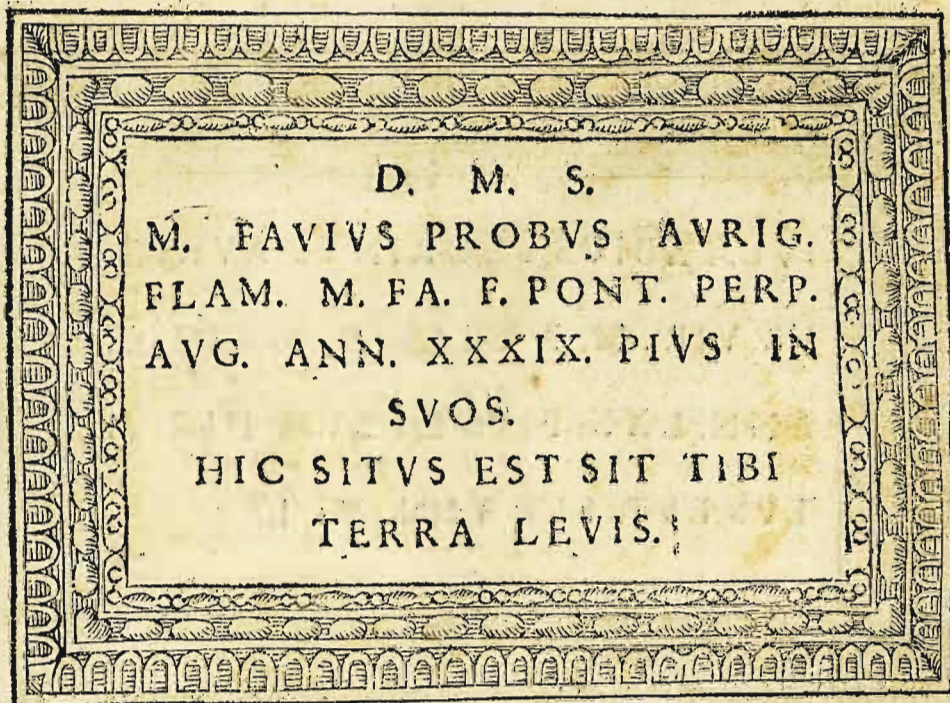 D. M. S.
M. FAVIVS PROBVS AVRIG.
FLAM. M. FA. F. PONT. PERP.
AVG. ANN. XXXIX. PIVS IN
SVOS.
HIC SITVS EST SIT TIBI
TERRA LEVIS.